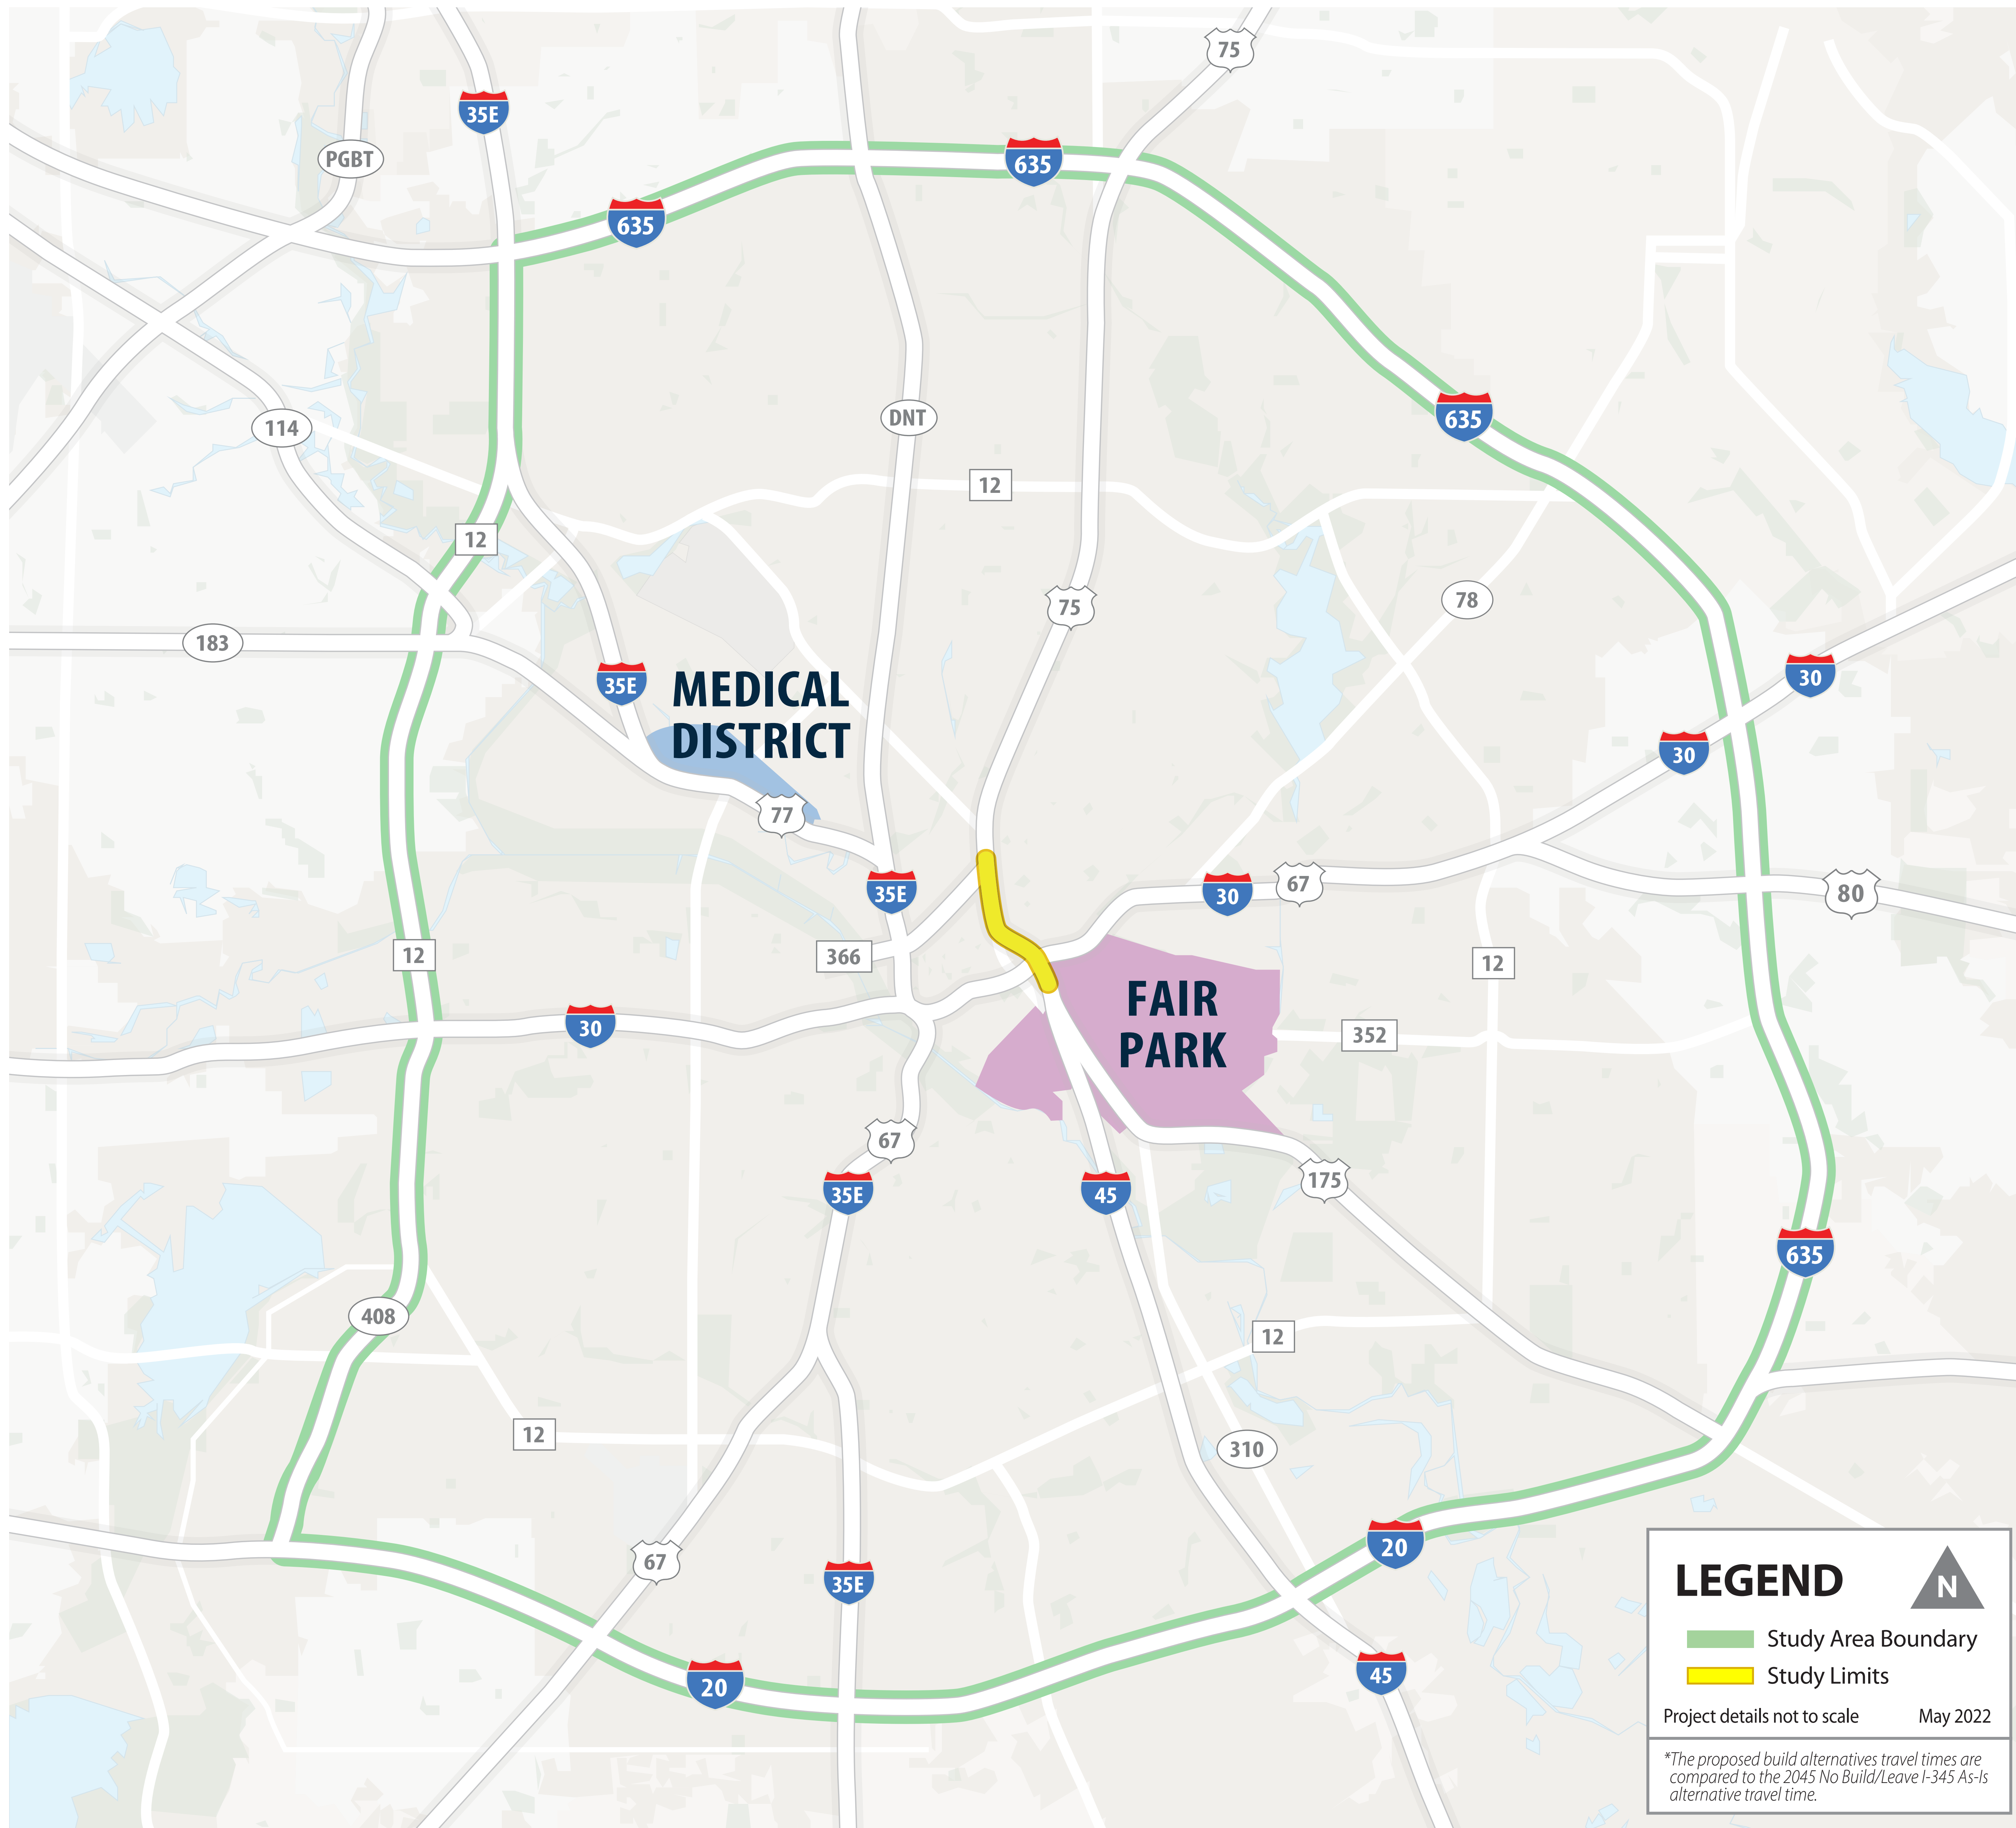 75
35E
635
PGBT
635
635
114
DNT
12
12
75
78
183
30
35E
MEDICAL
DISTRICT
30
77
67
35E
30
80
12
366
12
FAIR
PARK
30
352
67
175
35E
45
635
408
12
12
310
20
67
35E
45
20
LEGEND
N
Study Area Boundary
Study Limits
Project details not to scale May 2022
*The proposed build alternatives travel times are
compared to the 2045 No Build/Leave I-345 As-Is
alternative travel time.